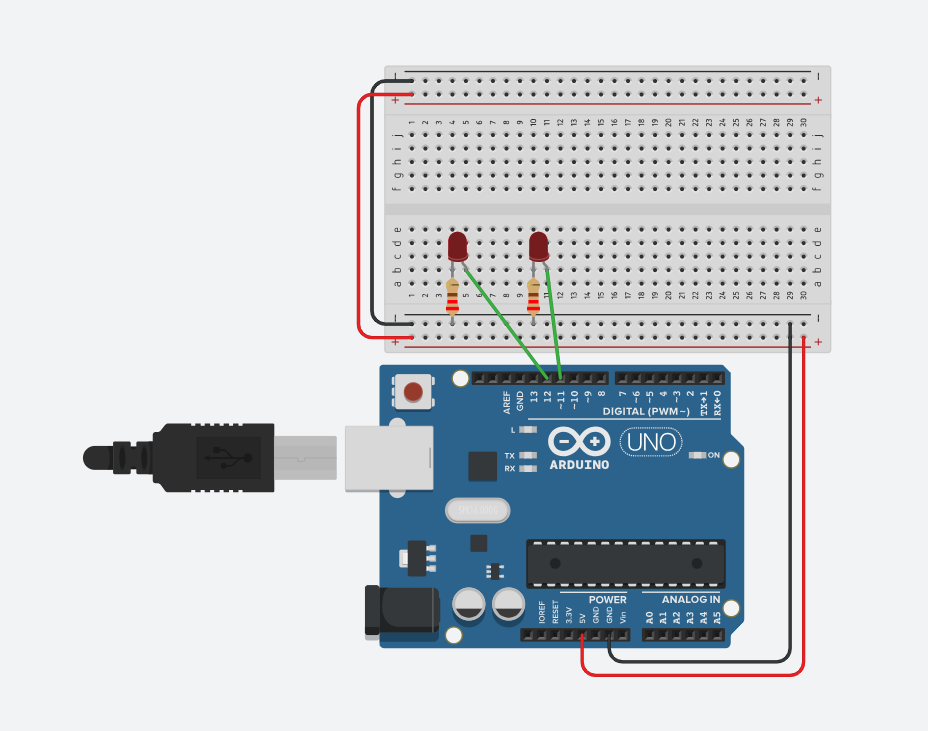 - -
+ +
1 2 3 4 5 6 7 8 9 10 11 12 13 14 15 16 17 18 19 20 21 22 23 24 25 26 27 28 29 30
j j
i i
h h
g g
f f
e e
d d
c c
b b
a a
1 2 3 4 5 6 7 8 9 10 11 12 13 14 15 16 17 18 19 20 21 22 23 24 25 26 27 28 29 30
- -
+ +
AREF GND 13 12 ~11 ~10 ~9 8 7 ~6 ~5 4 ~3 2 TX→1 RX←0
DIGITAL (PWM~)
L
TX
RX
ARDUINO
UNO
ON
POWER
ANALOG IN
IOREF RESET 3.3V 5V GND GND Vin A0 A1 A2 A3 A4 A5